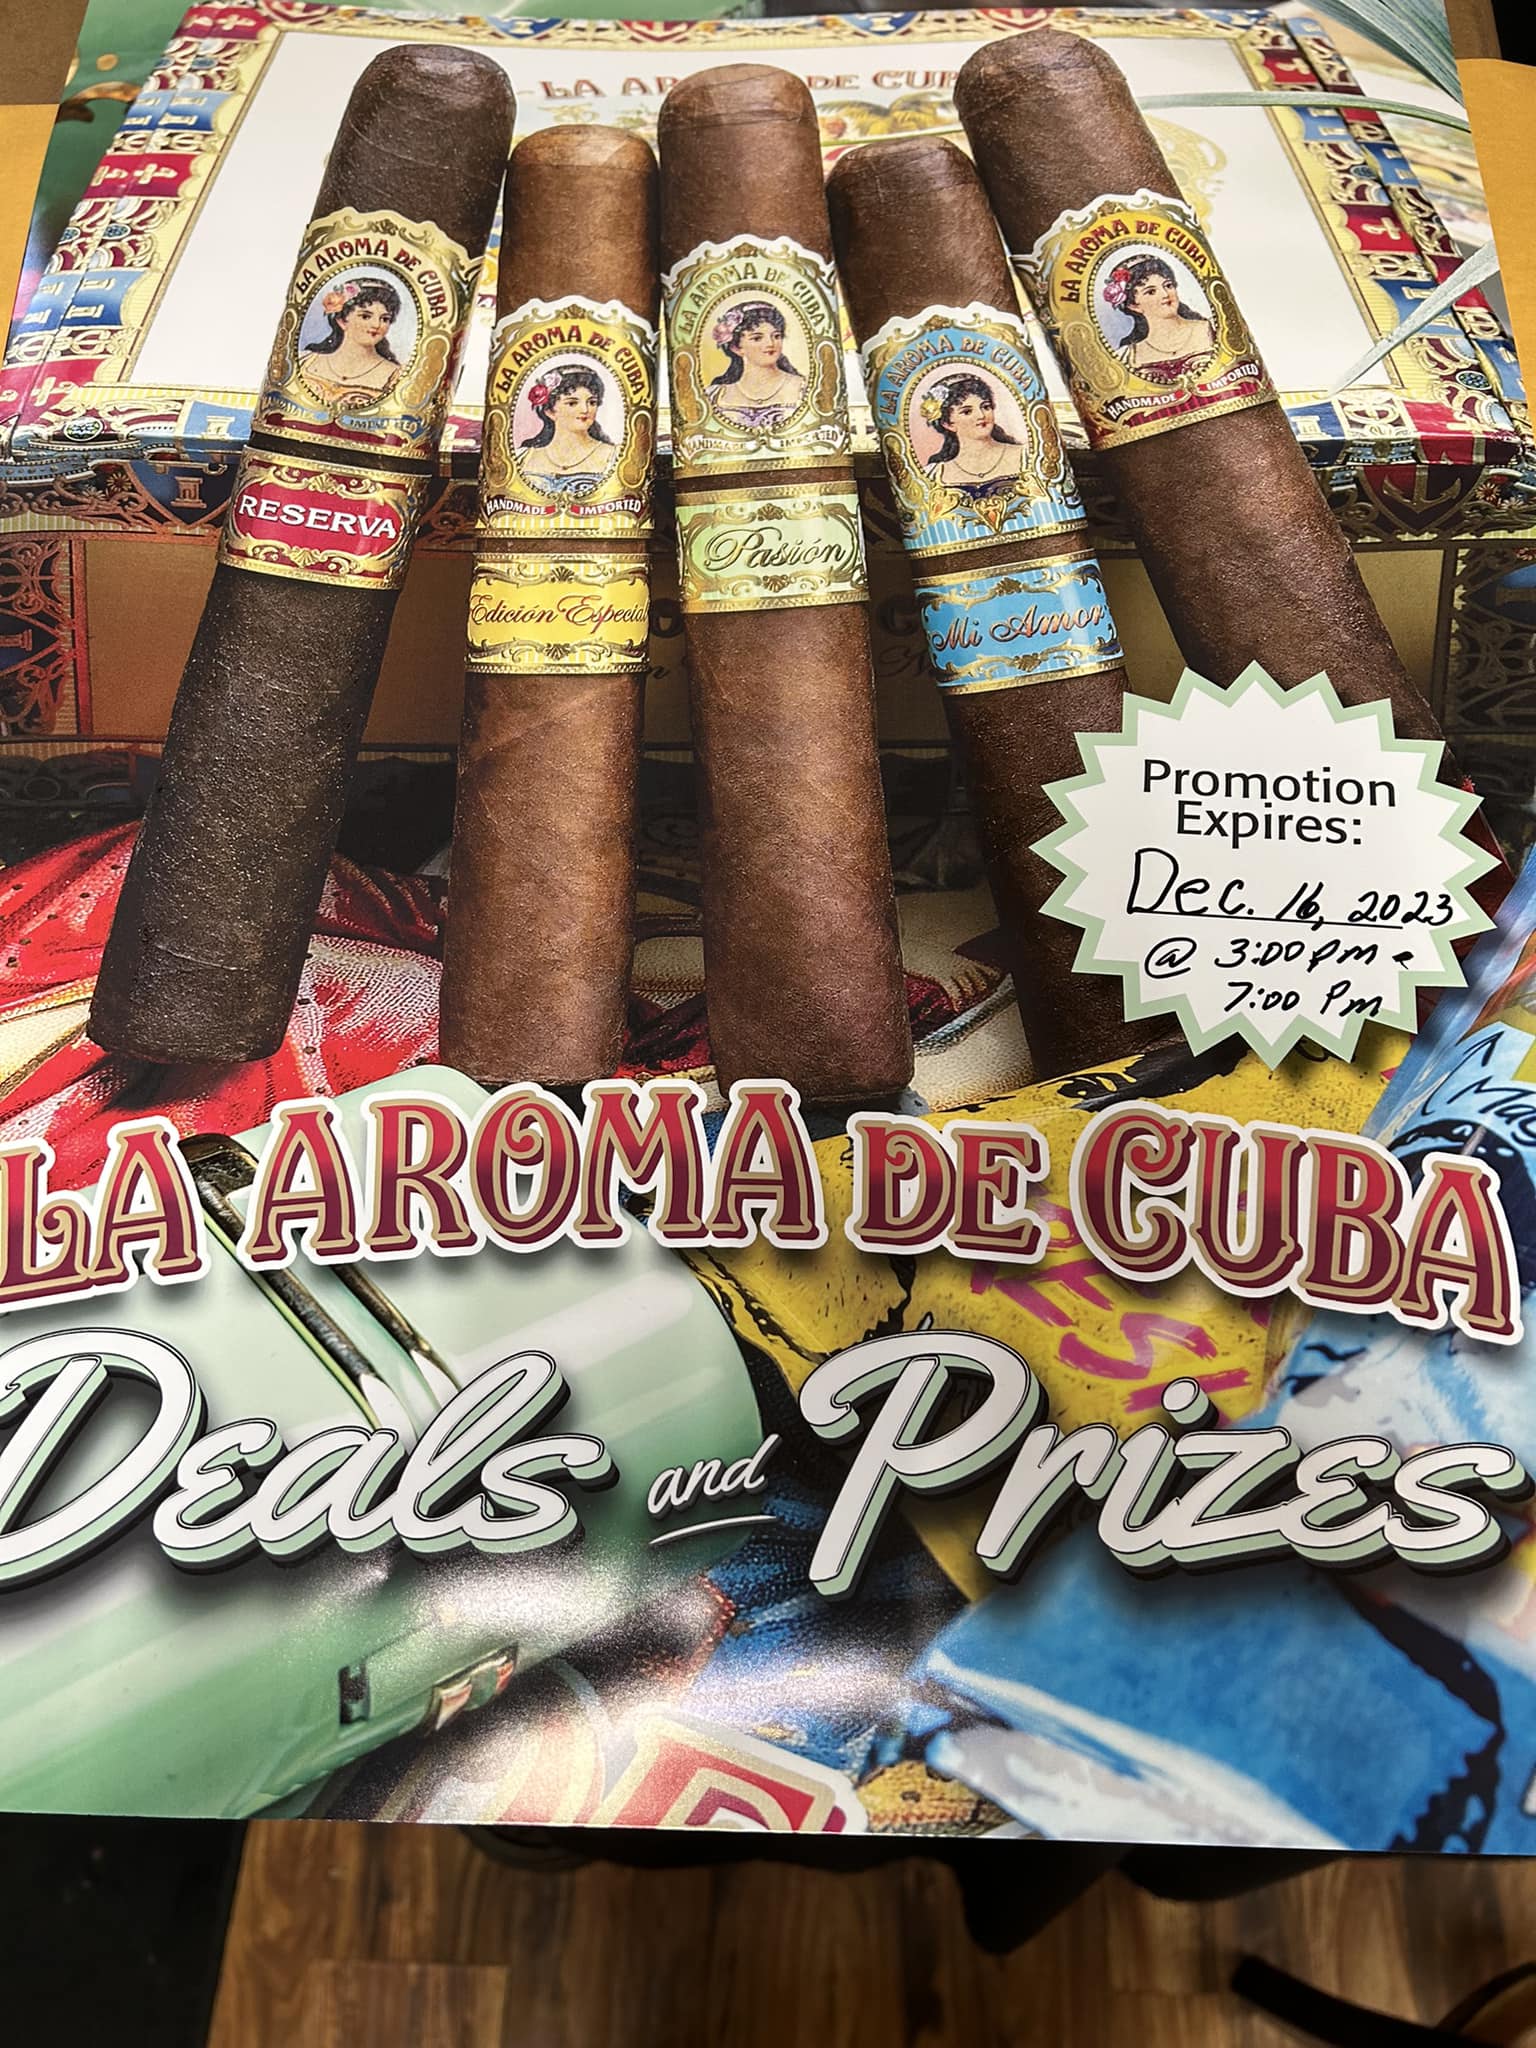 LA AROMA DE CUBA
LA AROMA DE CUBA
RESERVA
LA AROMA DE CUBA
HANDMADE IMPORTED
Edición Especial
LA AROMA DE CUBA
HANDMADE IMPORTED
Pasión
LA AROMA DE CUBA
Mi Amor
LA AROMA DE CUBA
HANDMADE IMPORTED
Promotion
Expires:
Dec. 16, 2023
@ 3:00 pm -
7:00 Pm
LA AROMA DE CUBA
Deals and Prizes